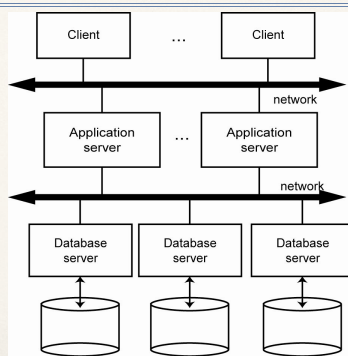 Client ... Client
network
Application Application
server ... server
network
Database Database Database
server server server